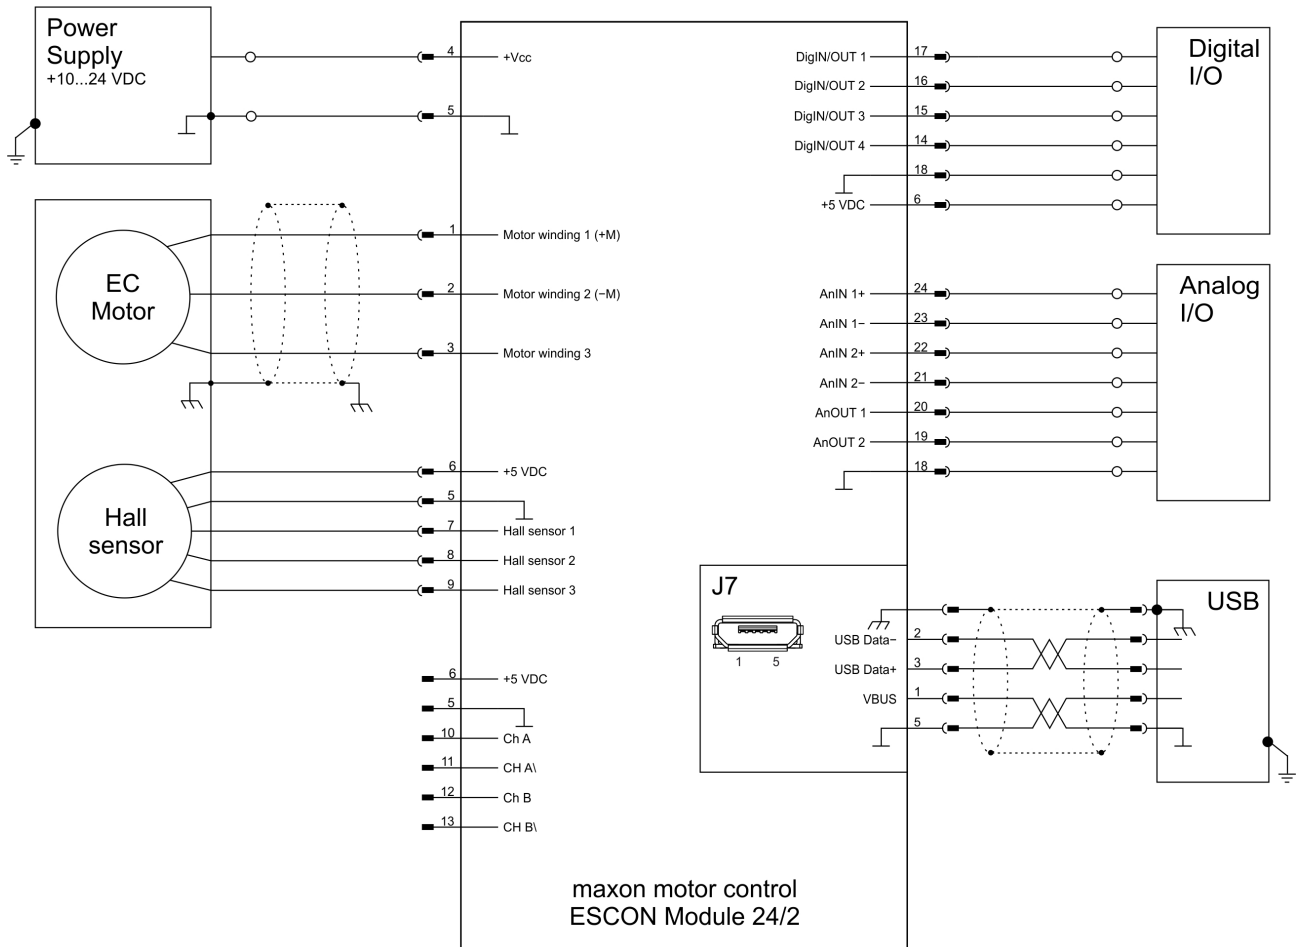 Power
Supply
+10...24 VDC
4
+Vcc
5
EC
Motor
1
Motor winding 1 (+M)
2
Motor winding 2 (−M)
3
Motor winding 3
Hall
sensor
6
+5 VDC
5
7
Hall sensor 1
8
Hall sensor 2
9
Hall sensor 3
6
+5 VDC
5
10
Ch A
11
CH A\
12
Ch B
13
CH B\
DigIN/OUT 1
17
DigIN/OUT 2
16
DigIN/OUT 3
15
DigIN/OUT 4
14
18
+5 VDC
6
Digital
I/O
AnIN 1+
24
AnIN 1−
23
AnIN 2+
22
AnIN 2−
21
AnOUT 1
20
AnOUT 2
19
18
Analog
I/O
J7
1 5
USB Data−
2
USB Data+
3
VBUS
1
5
USB
maxon motor control
ESCON Module 24/2